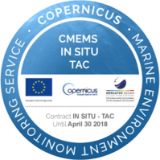 COPERNICUS - MARINE ENVIRONMENT MONITORING SERVICE -
CMEMS
IN SITU
TAC
Copernicus
Contract IN SITU - TAC
Until April 30 2018